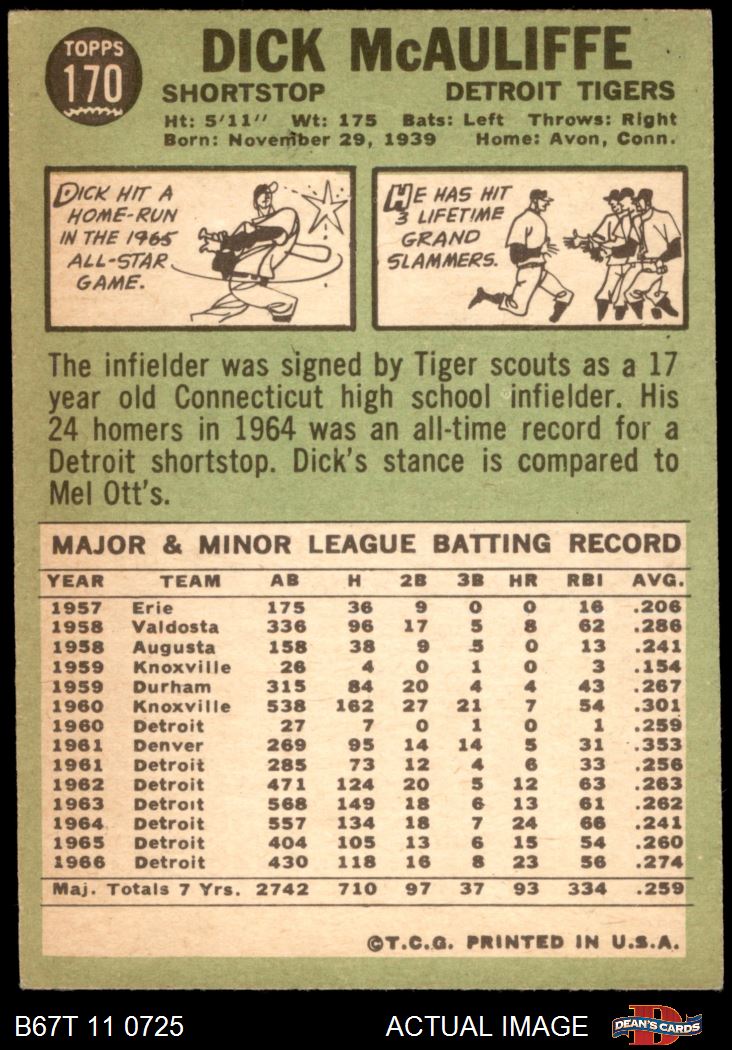 TOPPS
170
DICK McAULIFFE
SHORTSTOP DETROIT TIGERS
Ht: 5'11" Wt: 175 Bats: Left Throws: Right
Born: November 29, 1939 Home: Avon, Conn.
DICK HIT A
HOME-RUN
IN THE 1965
ALL-STAR
GAME.
HE HAS HIT
3 LIFETIME
GRAND
SLAMMERS.
The infielder was signed by Tiger scouts as a 17
year old Connecticut high school infielder. His
24 homers in 1964 was an all-time record for a
Detroit shortstop. Dick's stance is compared to
Mel Ott's.
MAJOR & MINOR LEAGUE BATTING RECORD
YEAR TEAM AB H 2B 3B HR RBI AVG.
1957 Erie 175 36 9 0 0 16 .206
1958 Valdosta 336 96 17 5 8 62 .286
1958 Augusta 158 38 9 5 0 13 .241
1959 Knoxville 26 4 0 1 0 3 .154
1959 Durham 315 84 20 4 4 43 .267
1960 Knoxville 538 162 27 21 7 54 .301
1960 Detroit 27 7 0 1 0 1 .259
1961 Denver 269 95 14 14 5 31 .353
1961 Detroit 285 73 12 4 6 33 .256
1962 Detroit 471 124 20 5 12 63 .263
1963 Detroit 568 149 18 6 13 61 .262
1964 Detroit 557 134 18 7 24 66 .241
1965 Detroit 404 105 13 6 15 54 .260
1966 Detroit 430 118 16 8 23 56 .274
Maj. Totals 7 Yrs. 2742 710 97 37 93 334 .259
©T.C.G. PRINTED IN U.S.A.
B67T 11 0725 ACTUAL IMAGE D DEAN'S CARDS